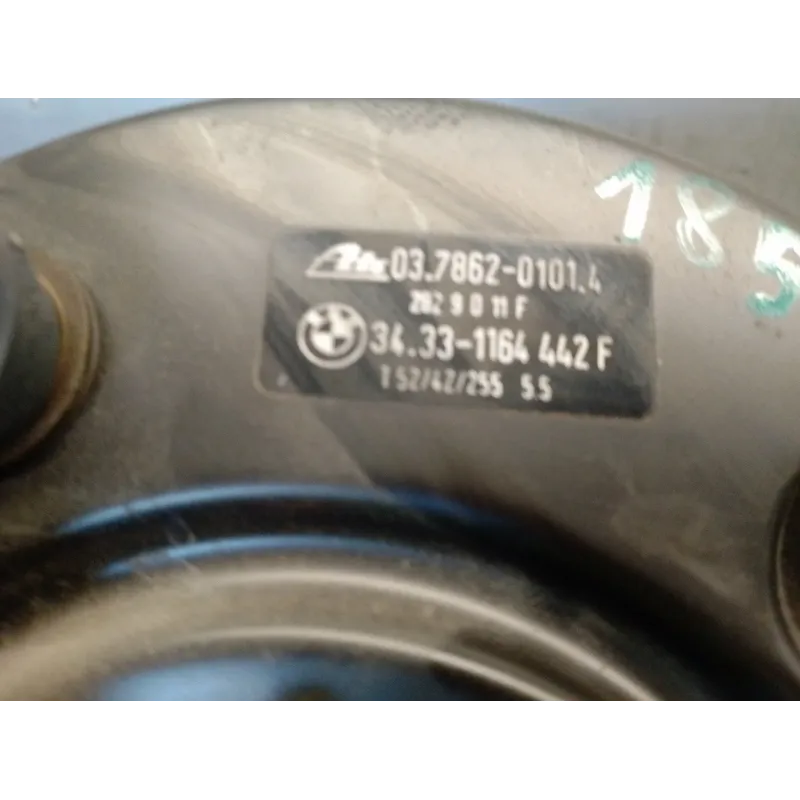 Ate 03.7862-0101.4
282 9 0 11 F
34.33-1164 442 F
T 52/42/255 5.5
185